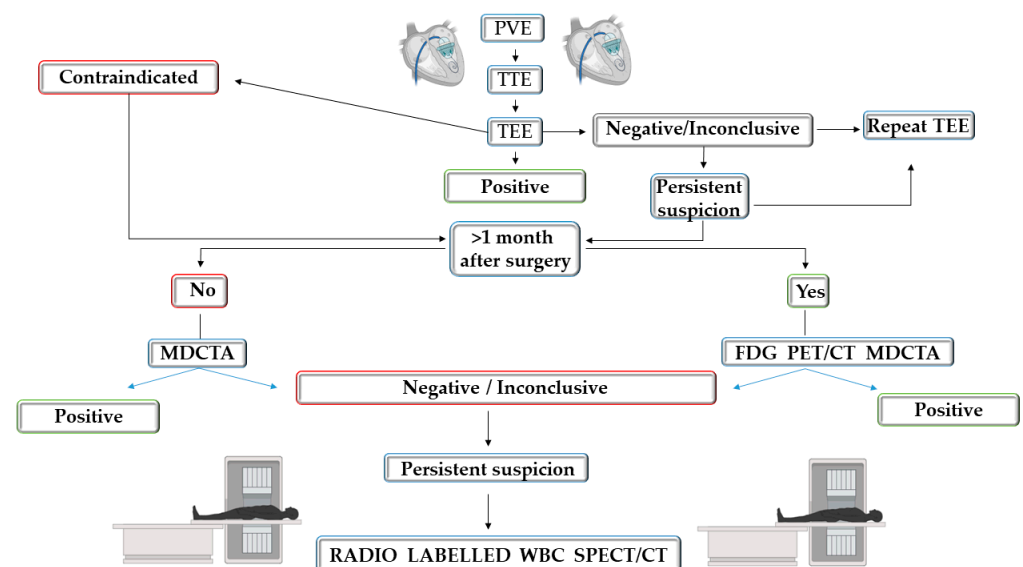 PVE
Contraindicated
TTE
TEE
Negative/Inconclusive
Repeat TEE
Positive
Persistent
suspicion
>1 month
after surgery
No
Yes
MDCTA
FDG PET/CT MDCTA
Negative / Inconclusive
Positive
Positive
Persistent suspicion
RADIO LABELLED WBC SPECT/CT